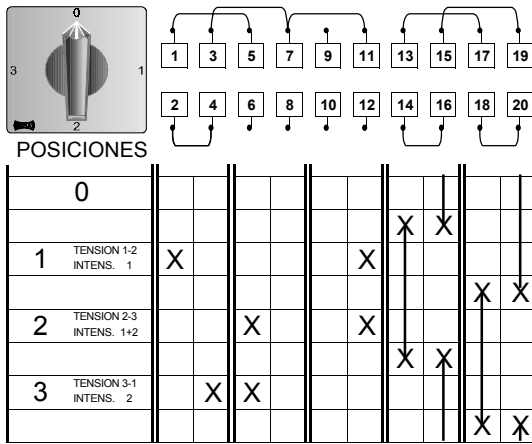 0
3 1
2
1 3 5 7 9 11 13 15 17 19
2 4 6 8 10 12 14 16 18 20
POSICIONES
0
X X
1 TENSION 1-2 X X
INTENS. 1
X X
2 TENSION 2-3 X X
INTENS. 1+2
X X
3 TENSION 3-1 X X
INTENS. 2
X X